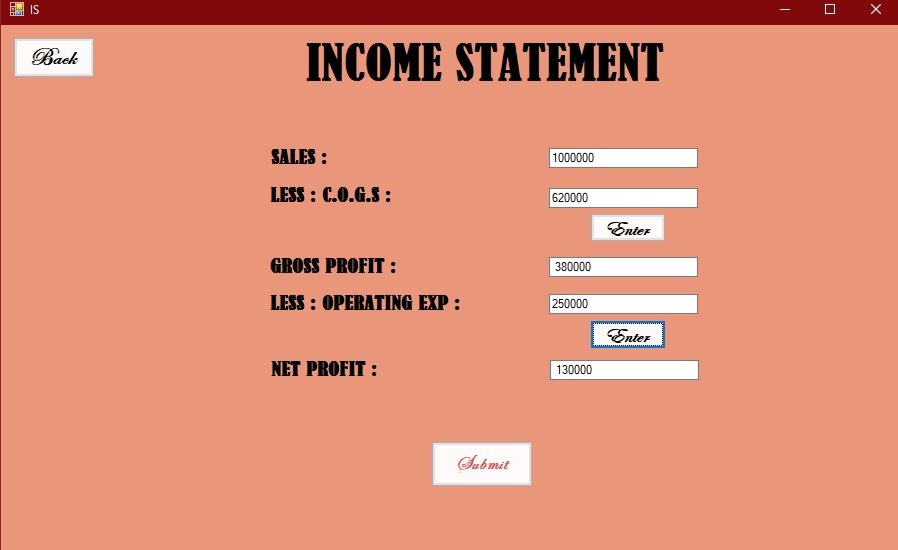 IS
Back
INCOME STATEMENT
SALES : 1000000
LESS : C.O.G.S : 620000
Enter
GROSS PROFIT : 380000
LESS : OPERATING EXP : 250000
Enter
NET PROFIT : 130000
Submit